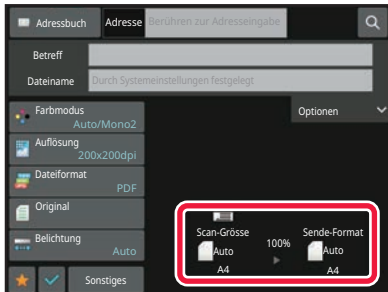 Adressbuch
Adresse
Berühren zur Adresseingabe
Betreff
Dateiname
Durch Systemeinstellungen festgelegt
Farbmodus
Auto/Mono2
Optionen
Auflösung
200x200dpi
Dateiformat
PDF
Original
Belichtung
Auto
Scan-Grösse
Auto
A4
100%
Sende-Format
Auto
A4
Sonstiges